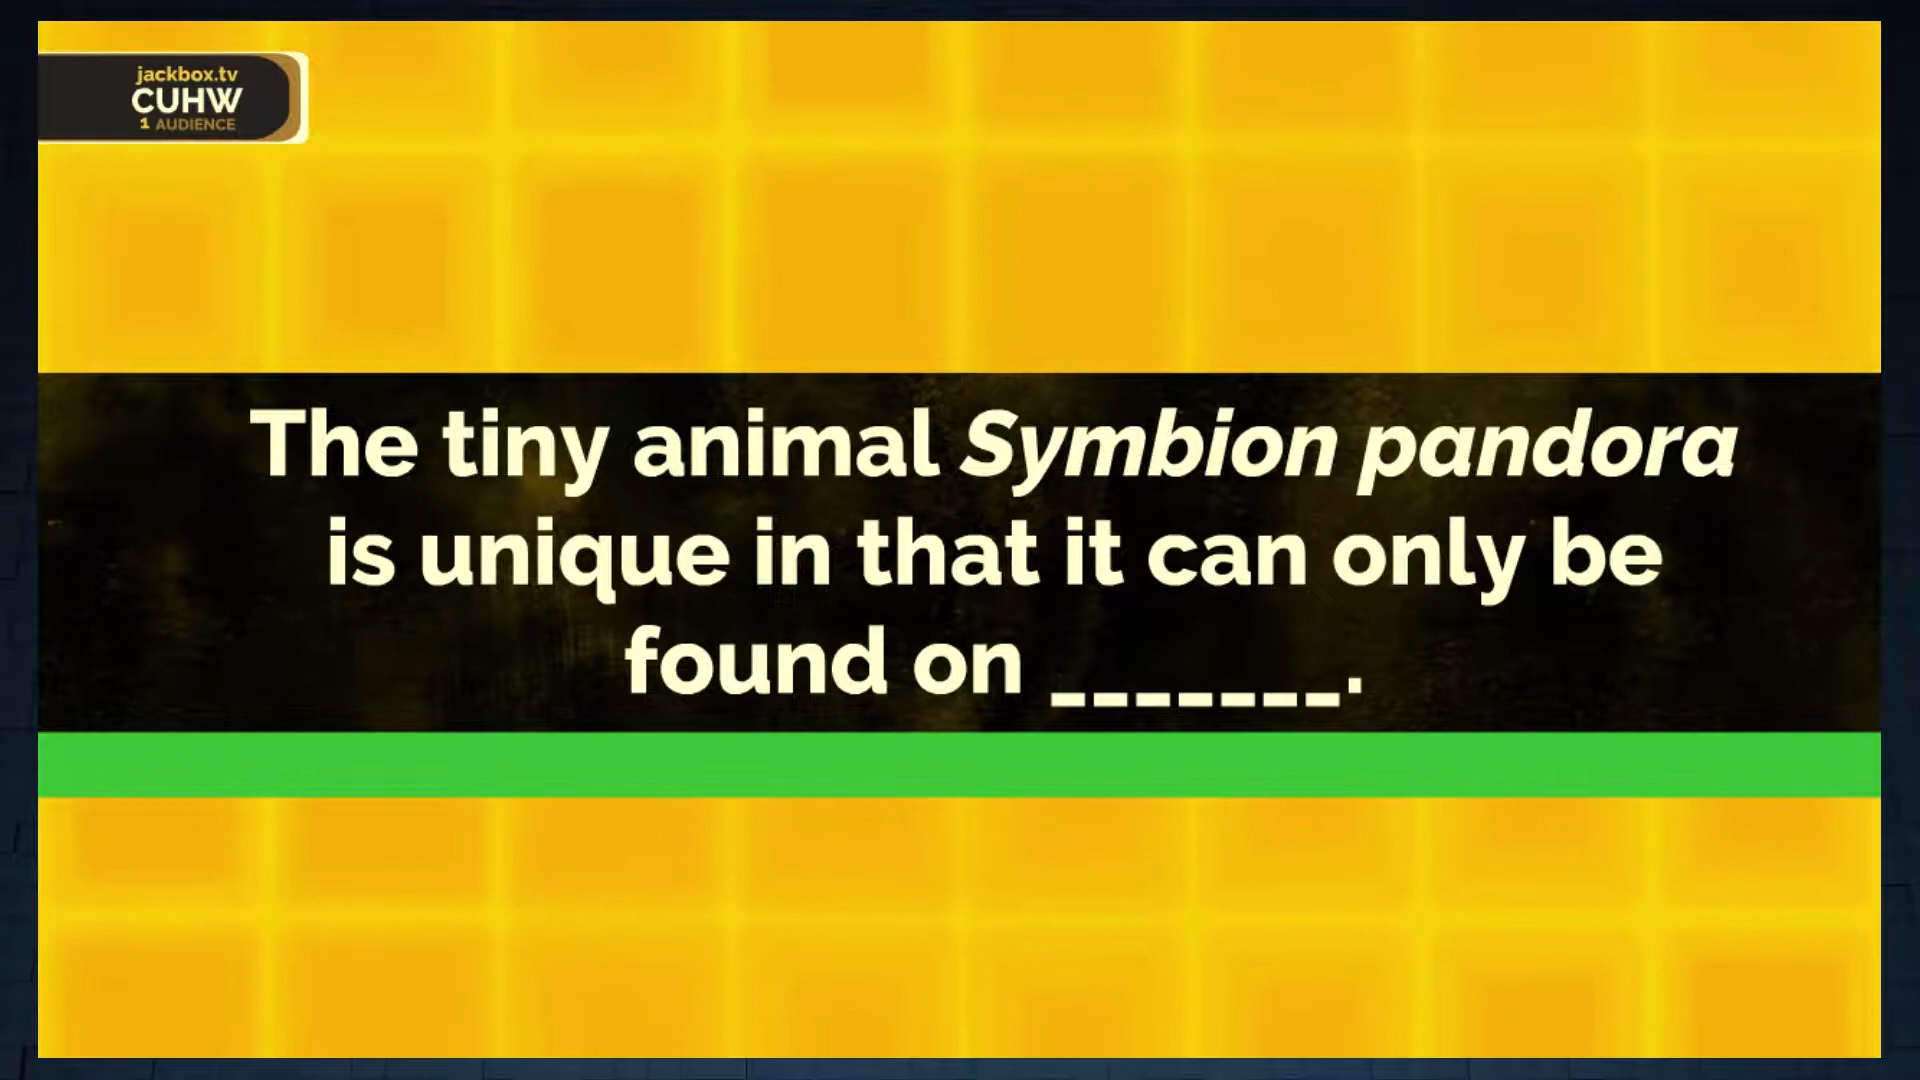 jackbox.tv
CUHW
1 AUDIENCE
The tiny animal Symbion pandora
is unique in that it can only be
found on _______.